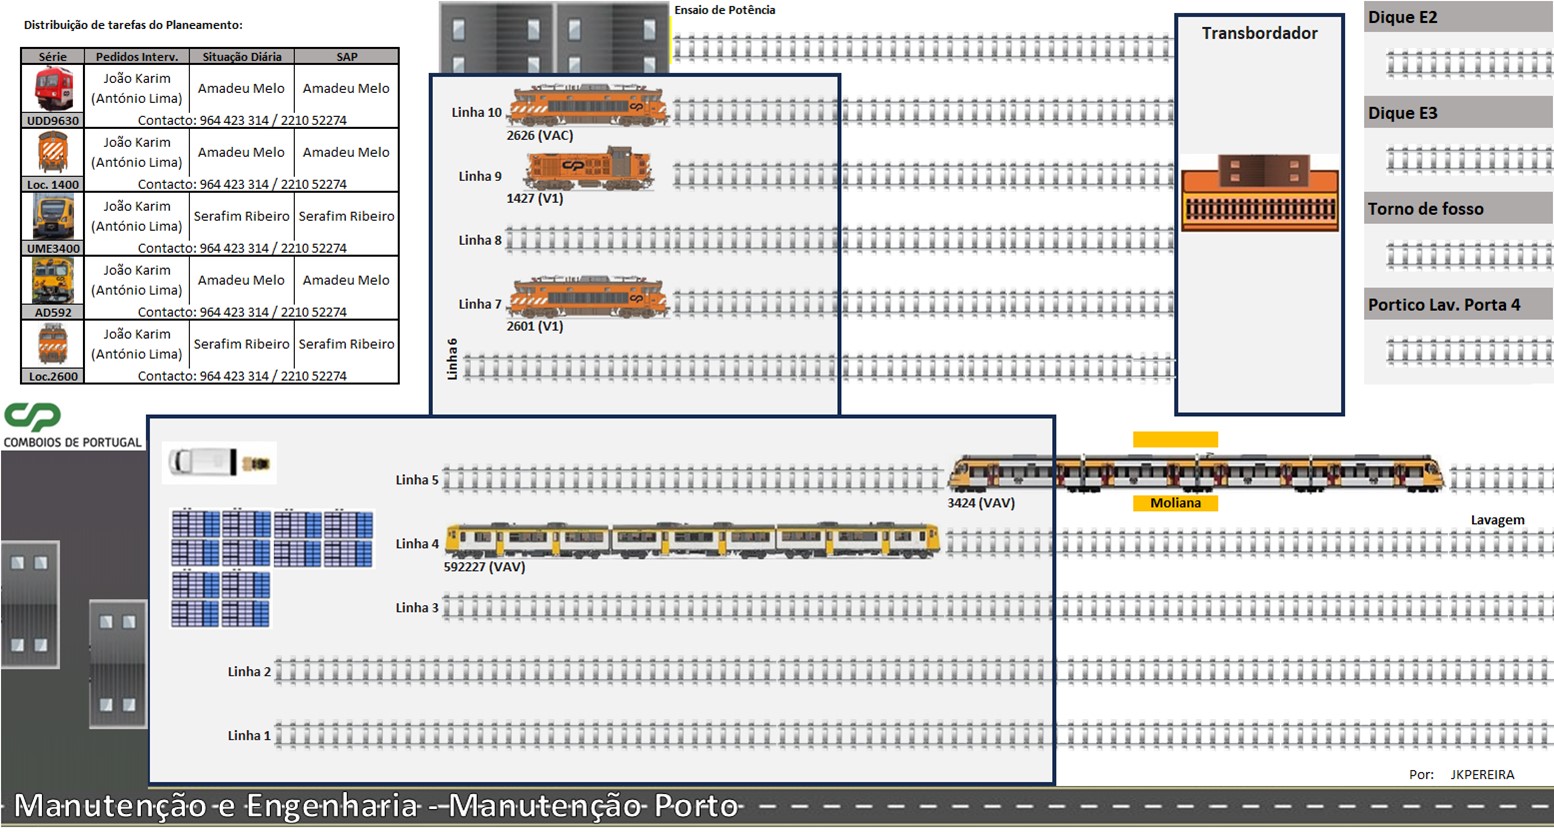 Distribuição de tarefas do Planeamento:
Série Pedidos Interv. Situação Diária SAP
UDD9630 João Karim (António Lima) Amadeu Melo Amadeu Melo
Contacto: 964 423 314 / 2210 52274
Loc. 1400 João Karim (António Lima) Amadeu Melo Amadeu Melo
Contacto: 964 423 314 / 2210 52274
UME3400 João Karim (António Lima) Serafim Ribeiro Serafim Ribeiro
Contacto: 964 423 314 / 2210 52274
AD592 João Karim (António Lima) Amadeu Melo Amadeu Melo
Contacto: 964 423 314 / 2210 52274
Loc.2600 João Karim (António Lima) Serafim Ribeiro Serafim Ribeiro
Contacto: 964 423 314 / 2210 52274
CP
COMBOIOS DE PORTUGAL
Ensaio de Potência
Linha 10
2626 (VAC)
Linha 9
1427 (V1)
Linha 8
Linha 7
2601 (V1)
Linha 6
Transbordador
Dique E2
Dique E3
Torno de fosso
Portico Lav. Porta 4
Linha 5
3424 (VAV)
Moliana
Lavagem
Linha 4
592227 (VAV)
Linha 3
Linha 2
Linha 1
Por: JKPEREIRA
Manutenção e Engenharia - Manutenção Porto